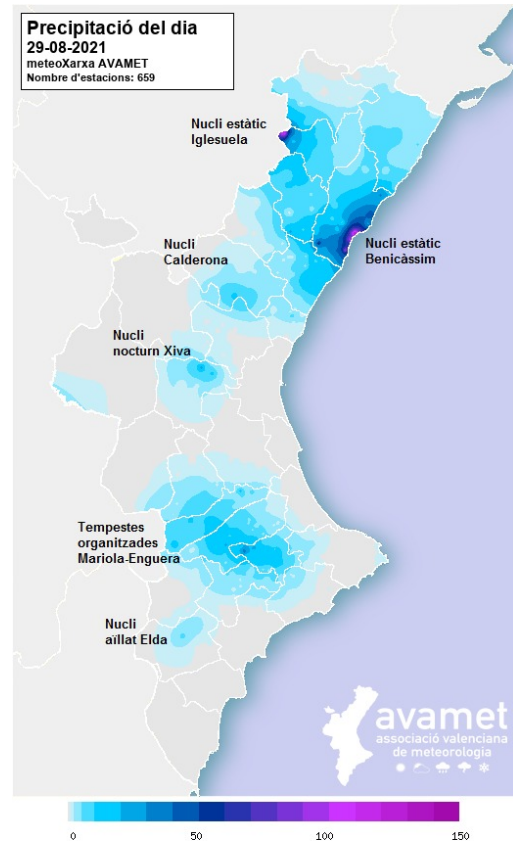 Precipitació del dia
29-08-2021
meteoXarxa AVAMET
Nombre d'estacions: 659
Nucli estàtic
Iglesuela
Nucli estàtic
Benicàssim
Nucli
Calderona
Nucli
nocturn Xiva
Tempestes
organitzades
Mariola-Enguera
Nucli
aïllat Elda
avamet
associació valenciana
de meteorologia
0 50 100 150